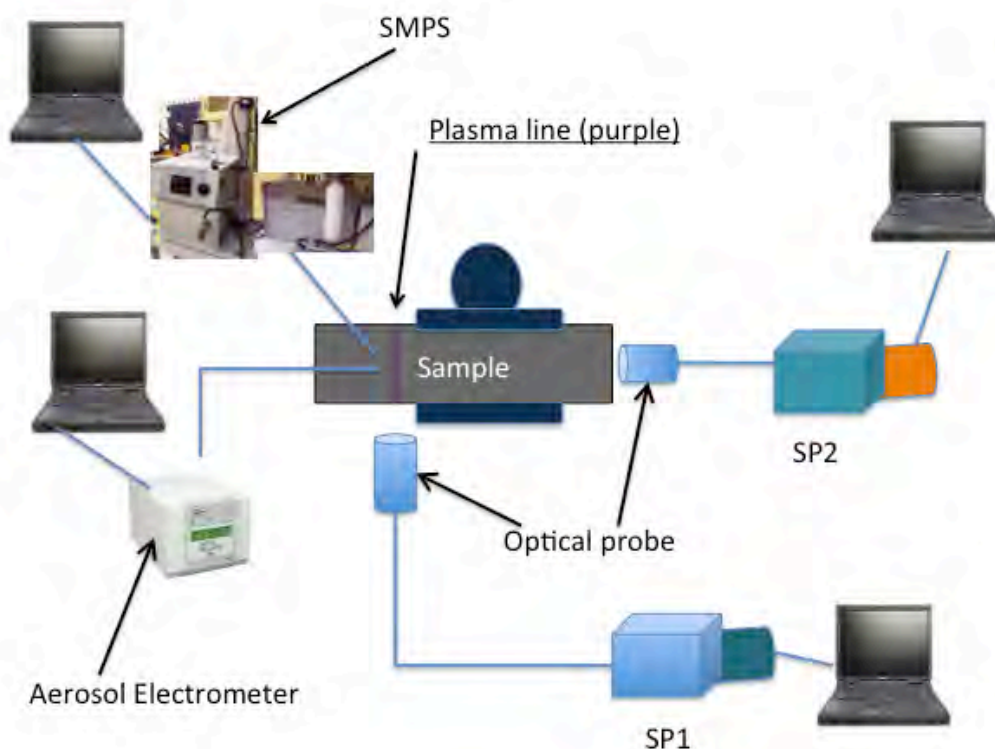 SMPS
Plasma line (purple)
Sample
SP2
Optical probe
Aerosol Electrometer
SP1